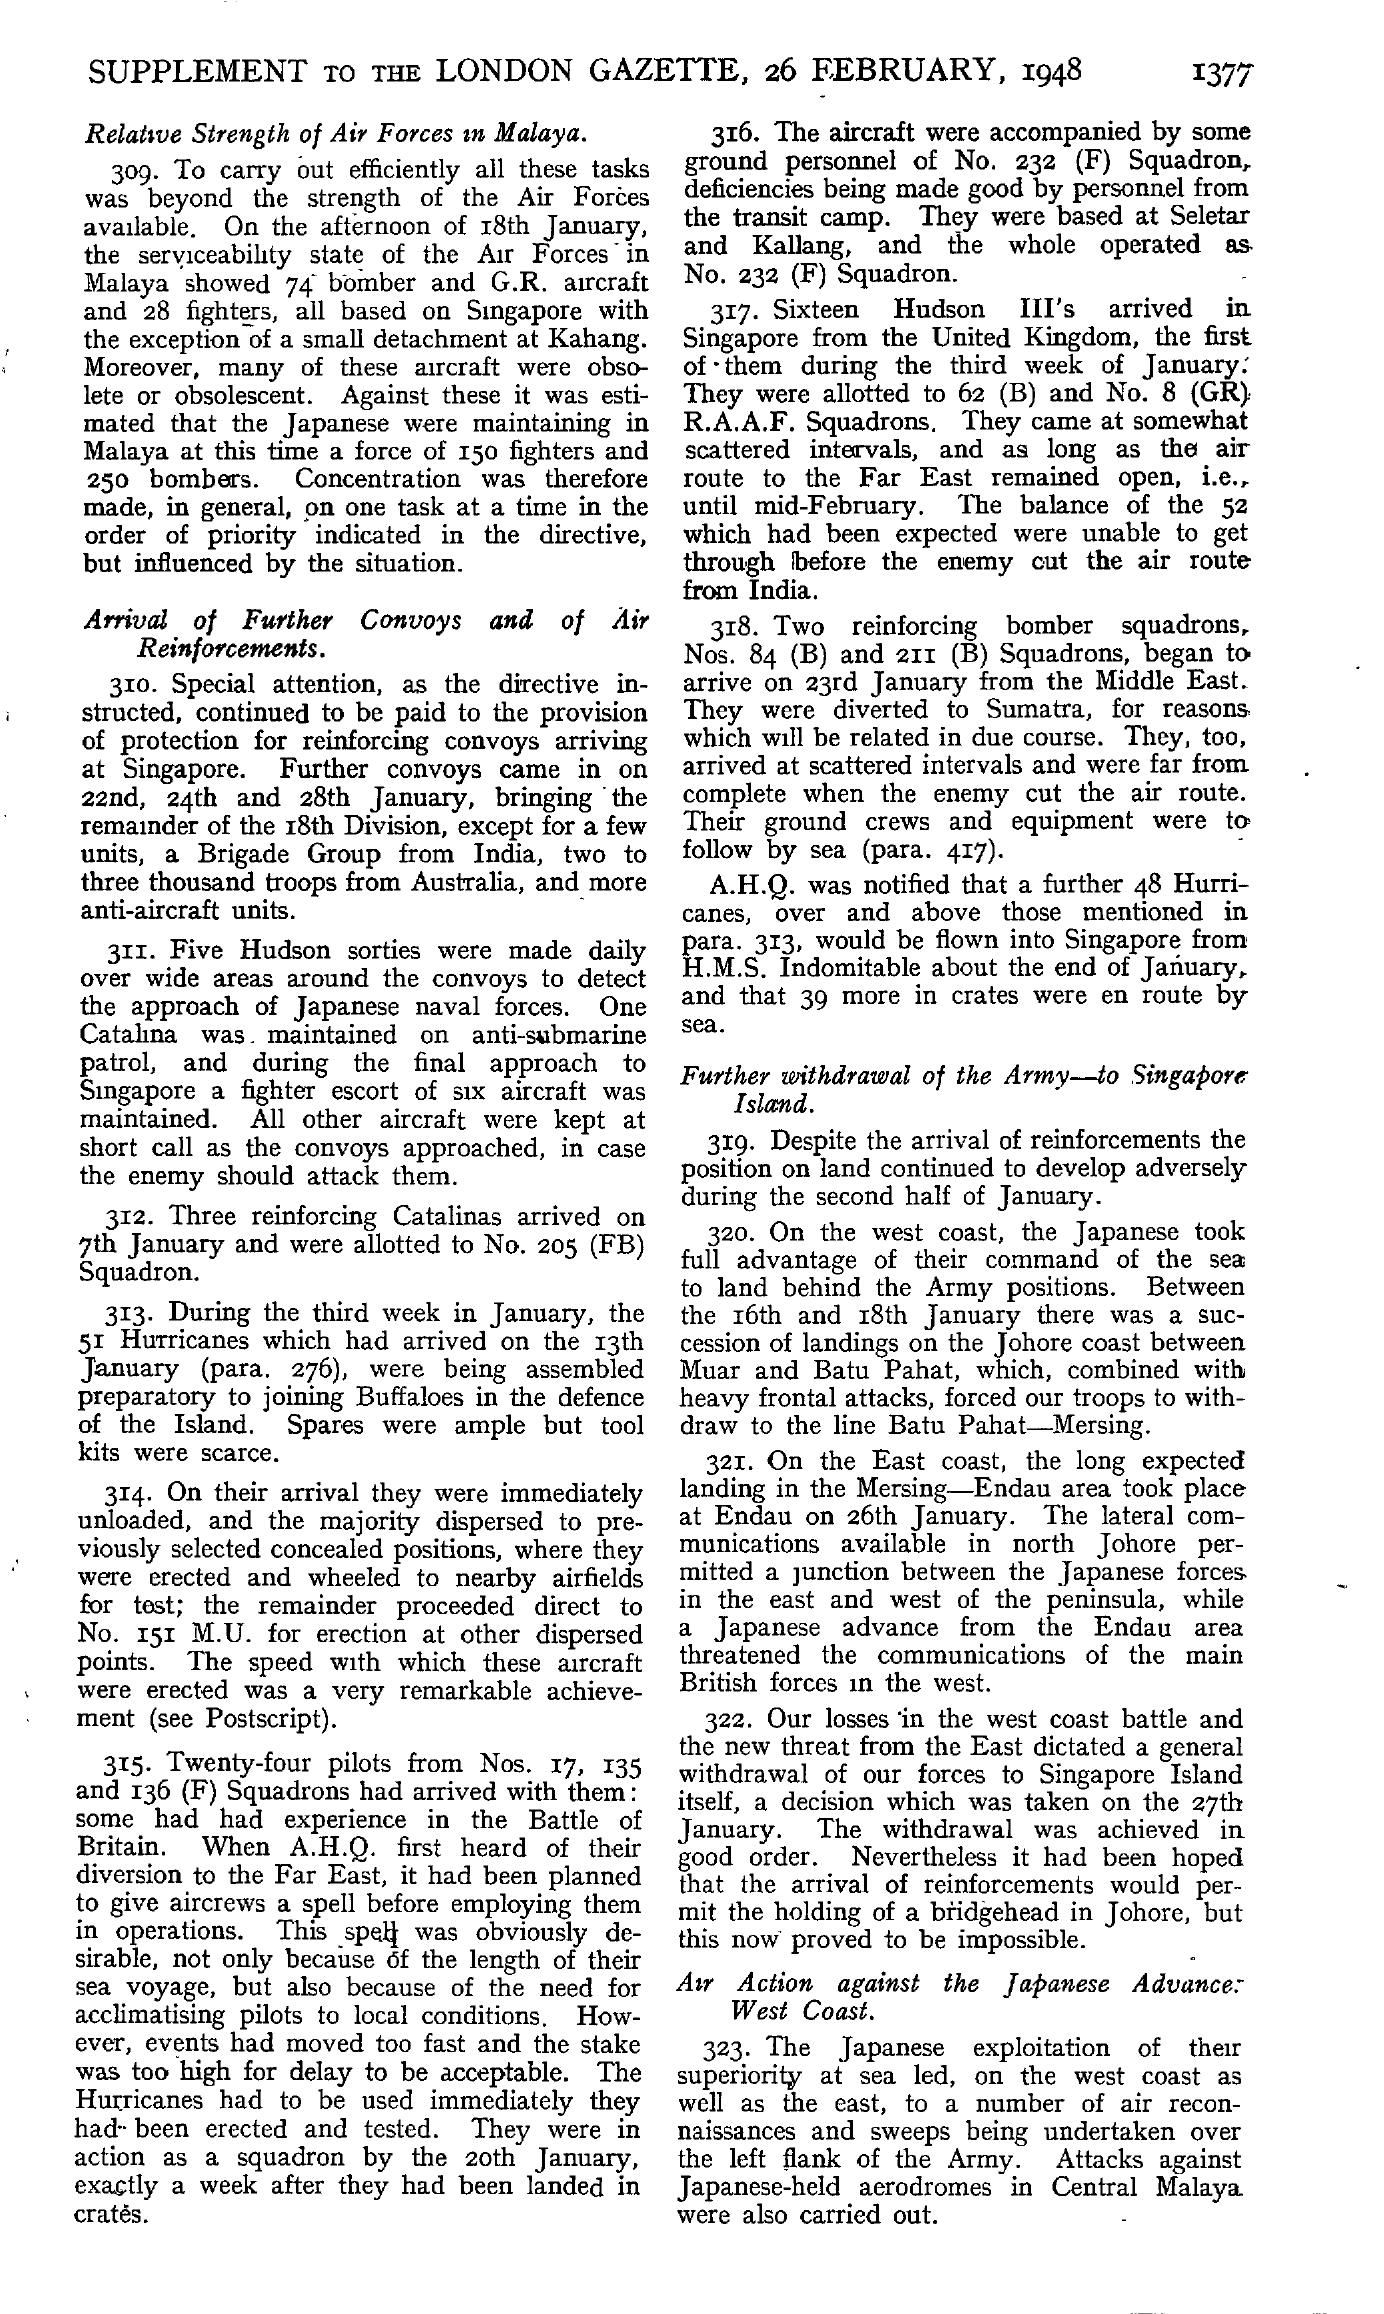 SUPPLEMENT TO THE LONDON GAZETTE, 26 FEBRUARY, 1948 1377
Relative Strength of Air Forces in Malaya.
309. To carry out efficiently all these tasks
was beyond the strength of the Air Forces
available. On the afternoon of 18th January,
the serviceability state of the Air Forces in
Malaya showed 74 bomber and G.R. aircraft
and 28 fighters, all based on Singapore with
the exception of a small detachment at Kahang.
Moreover, many of these aircraft were obso-
lete or obsolescent. Against these it was esti-
mated that the Japanese were maintaining in
Malaya at this time a force of 150 fighters and
250 bombers. Concentration was therefore
made, in general, on one task at a time in the
order of priority indicated in the directive,
but influenced by the situation.
Arrival of Further Convoys and of Air
Reinforcements.
310. Special attention, as the directive in-
structed, continued to be paid to the provision
of protection for reinforcing convoys arriving
at Singapore. Further convoys came in on
22nd, 24th and 28th January, bringing the
remainder of the 18th Division, except for a few
units, a Brigade Group from India, two to
three thousand troops from Australia, and more
anti-aircraft units.
311. Five Hudson sorties were made daily
over wide areas around the convoys to detect
the approach of Japanese naval forces. One
Catalina was maintained on anti-submarine
patrol, and during the final approach to
Singapore a fighter escort of six aircraft was
maintained. All other aircraft were kept at
short call as the convoys approached, in case
the enemy should attack them.
312. Three reinforcing Catalinas arrived on
7th January and were allotted to No. 205 (FB)
Squadron.
313. During the third week in January, the
51 Hurricanes which had arrived on the 13th
January (para. 276), were being assembled
preparatory to joining Buffaloes in the defence
of the Island. Spares were ample but tool
kits were scarce.
314. On their arrival they were immediately
unloaded, and the majority dispersed to pre-
viously selected concealed positions, where they
were erected and wheeled to nearby airfields
for test; the remainder proceeded direct to
No. 151 M.U. for erection at other dispersed
points. The speed with which these aircraft
were erected was a very remarkable achieve-
ment (see Postscript).
315. Twenty-four pilots from Nos. 17, 135
and 136 (F) Squadrons had arrived with them:
some had had experience in the Battle of
Britain. When A.H.Q. first heard of their
diversion to the Far East, it had been planned
to give aircrews a spell before employing them
in operations. This spell was obviously de-
sirable, not only because of the length of their
sea voyage, but also because of the need for
acclimatising pilots to local conditions. How-
ever, events had moved too fast and the stake
was too high for delay to be acceptable. The
Hurricanes had to be used immediately they
had been erected and tested. They were in
action as a squadron by the 20th January,
exactly a week after they had been landed in
crates.
316. The aircraft were accompanied by some
ground personnel of No. 232 (F) Squadron,
deficiencies being made good by personnel from
the transit camp. They were based at Seletar
and Kallang, and the whole operated as
No. 232 (F) Squadron.
317. Sixteen Hudson III's arrived in
Singapore from the United Kingdom, the first
of them during the third week of January.
They were allotted to 62 (B) and No. 8 (GR)
R.A.A.F. Squadrons. They came at somewhat
scattered intervals, and as long as the air
route to the Far East remained open, i.e.,
until mid-February. The balance of the 52
which had been expected were unable to get
through before the enemy cut the air route
from India.
318. Two reinforcing bomber squadrons,
Nos. 84 (B) and 211 (B) Squadrons, began to
arrive on 23rd January from the Middle East.
They were diverted to Sumatra, for reasons
which will be related in due course. They, too,
arrived at scattered intervals and were far from
complete when the enemy cut the air route.
Their ground crews and equipment were to
follow by sea (para. 417).
A.H.Q. was notified that a further 48 Hurri-
canes, over and above those mentioned in
para. 313, would be flown into Singapore from
H.M.S. Indomitable about the end of January,
and that 39 more in crates were en route by
sea.
Further withdrawal of the Army—to Singapore
Island.
319. Despite the arrival of reinforcements the
position on land continued to develop adversely
during the second half of January.
320. On the west coast, the Japanese took
full advantage of their command of the sea
to land behind the Army positions. Between
the 16th and 18th January there was a suc-
cession of landings on the Johore coast between
Muar and Batu Pahat, which, combined with
heavy frontal attacks, forced our troops to with-
draw to the line Batu Pahat—Mersing.
321. On the East coast, the long expected
landing in the Mersing—Endau area took place
at Endau on 26th January. The lateral com-
munications available in north Johore per-
mitted a junction between the Japanese forces
in the east and west of the peninsula, while
a Japanese advance from the Endau area
threatened the communications of the main
British forces in the west.
322. Our losses in the west coast battle and
the new threat from the East dictated a general
withdrawal of our forces to Singapore Island
itself, a decision which was taken on the 27th
January. The withdrawal was achieved in
good order. Nevertheless it had been hoped
that the arrival of reinforcements would per-
mit the holding of a bridgehead in Johore, but
this now proved to be impossible.
Air Action against the Japanese Advance:
West Coast.
323. The Japanese exploitation of their
superiority at sea led, on the west coast as
well as the east, to a number of air recon-
naissances and sweeps being undertaken over
the left flank of the Army. Attacks against
Japanese-held aerodromes in Central Malaya
were also carried out.